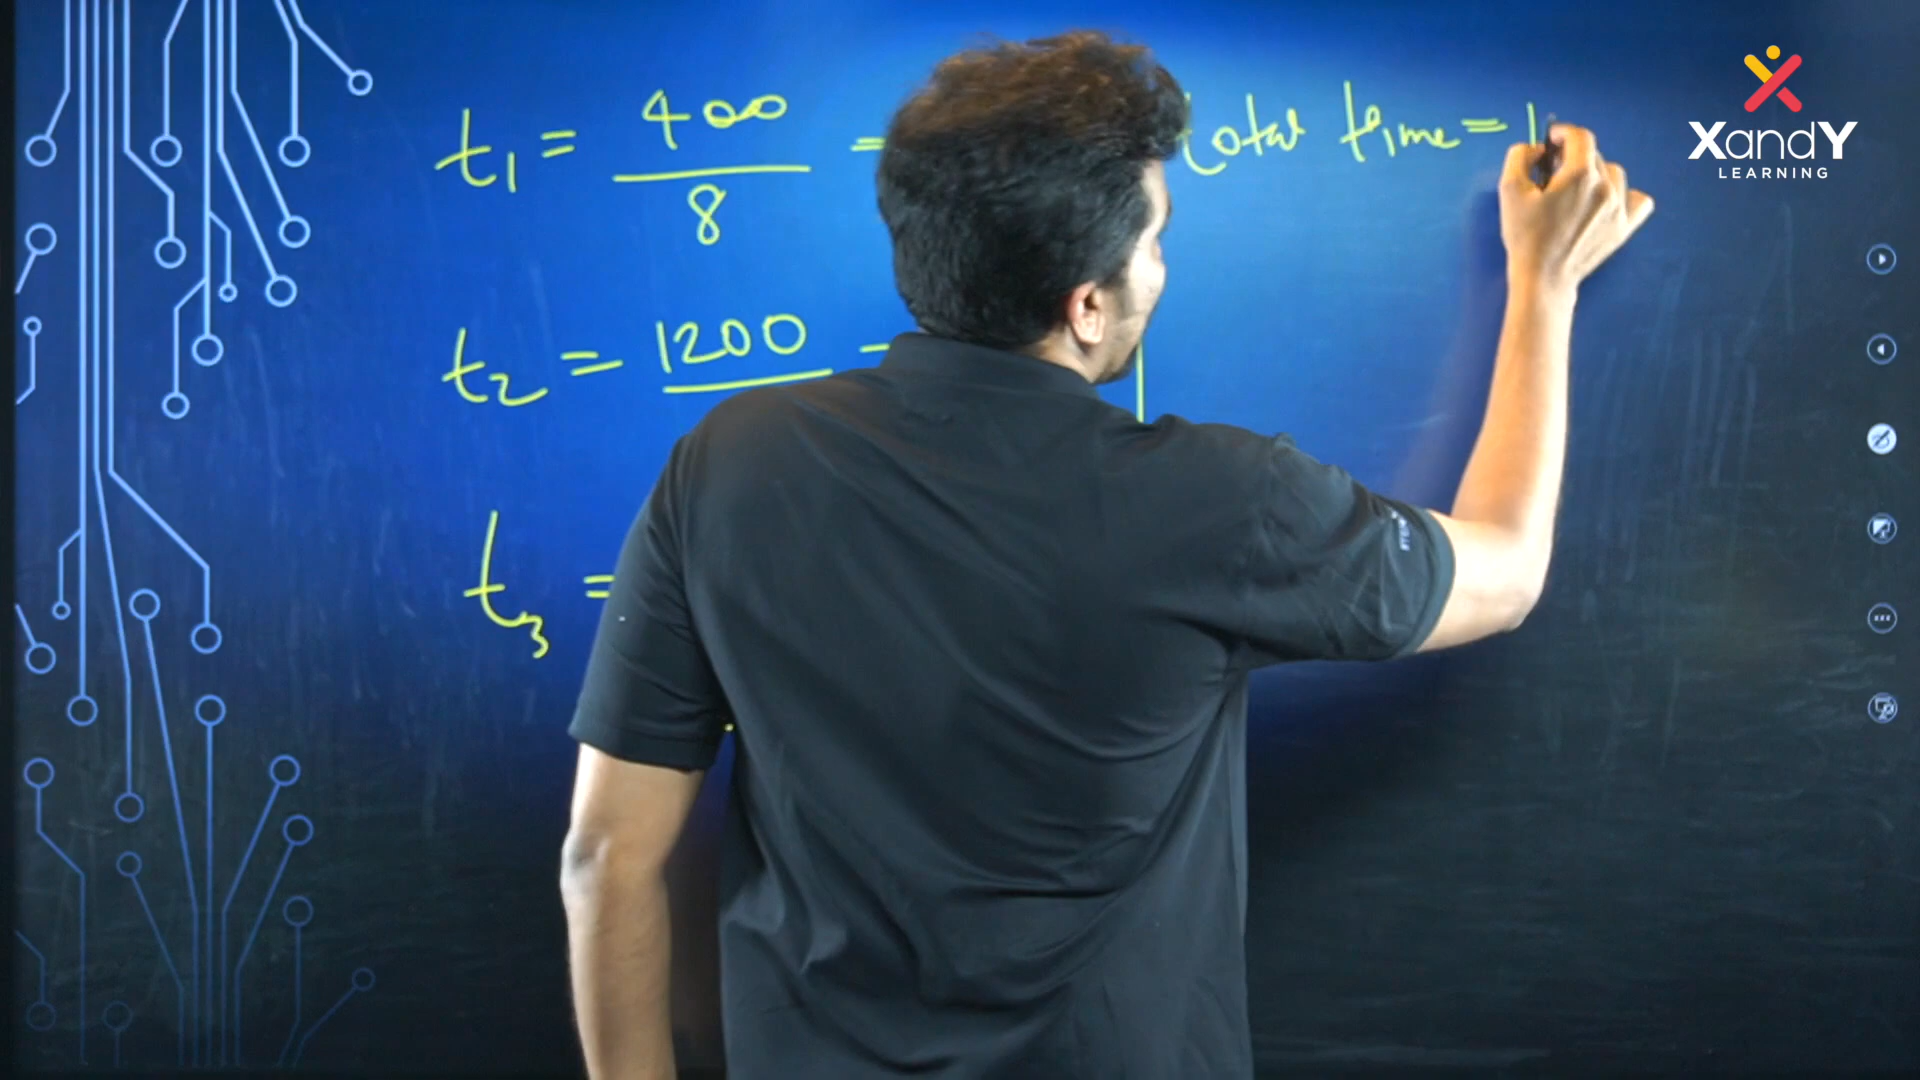 t1 = 400 =
8
total time =
XandY
LEARNING
t2 = 1200
t3 =